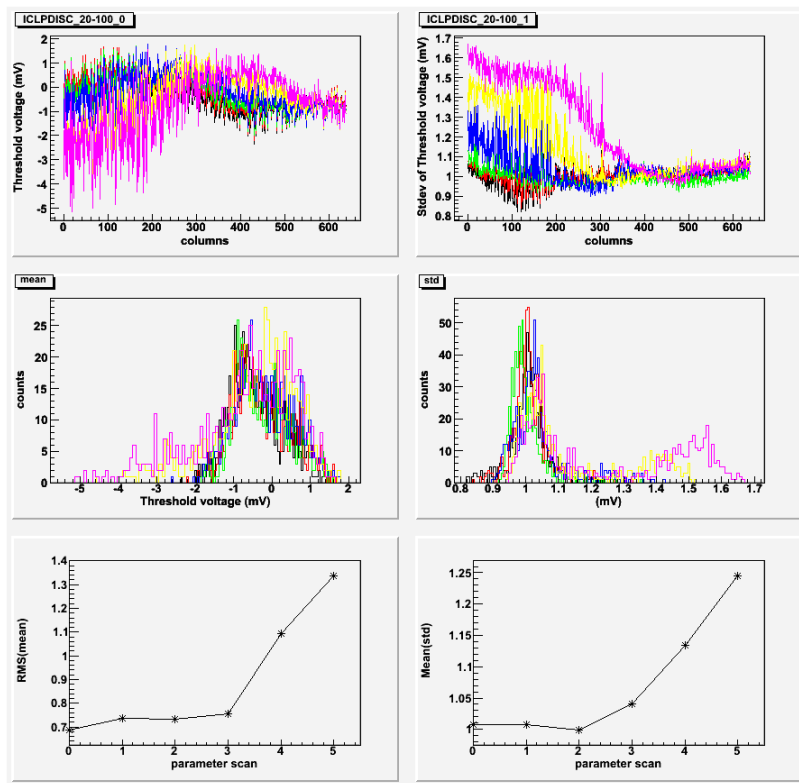 ICLPDISC_20-100_0
Threshold voltage (mV)
2
1
0
-1
-2
-3
-4
-5
0 100 200 300 400 500 600
columns
ICLPDISC_20-100_1
Stdev of Threshold voltage (mV)
1.7
1.6
1.5
1.4
1.3
1.2
1.1
1
0.9
0.8
0 100 200 300 400 500 600
columns
mean
counts
25
20
15
10
5
0
-5 -4 -3 -2 -1 0 1 2
Threshold voltage (mV)
std
counts
50
40
30
20
10
0
0.8 0.9 1 1.1 1.2 1.3 1.4 1.5 1.6 1.7
(mV)
RMS(mean)
1.4
1.3
1.2
1.1
1
0.9
0.8
0.7
0 1 2 3 4 5
parameter scan
Mean(std)
1.25
1.2
1.15
1.1
1.05
1
0 1 2 3 4 5
parameter scan